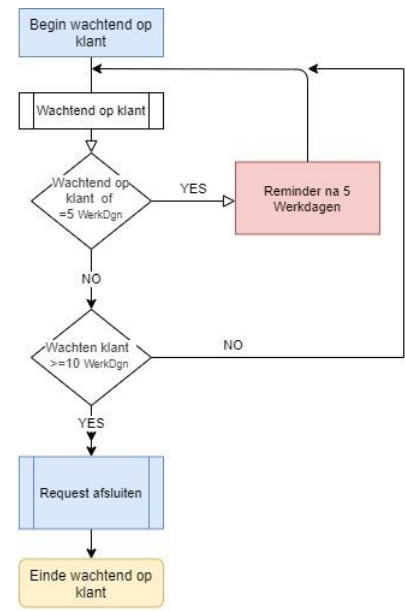 Begin wachtend op
klant
Wachtend op klant
Wachtend op
klant of
=5 WerkDgn
YES
Reminder na 5
Werkdagen
NO
Wachten klant
>=10 WerkDgn
NO
YES
Request afsluiten
Einde wachtend op
klant